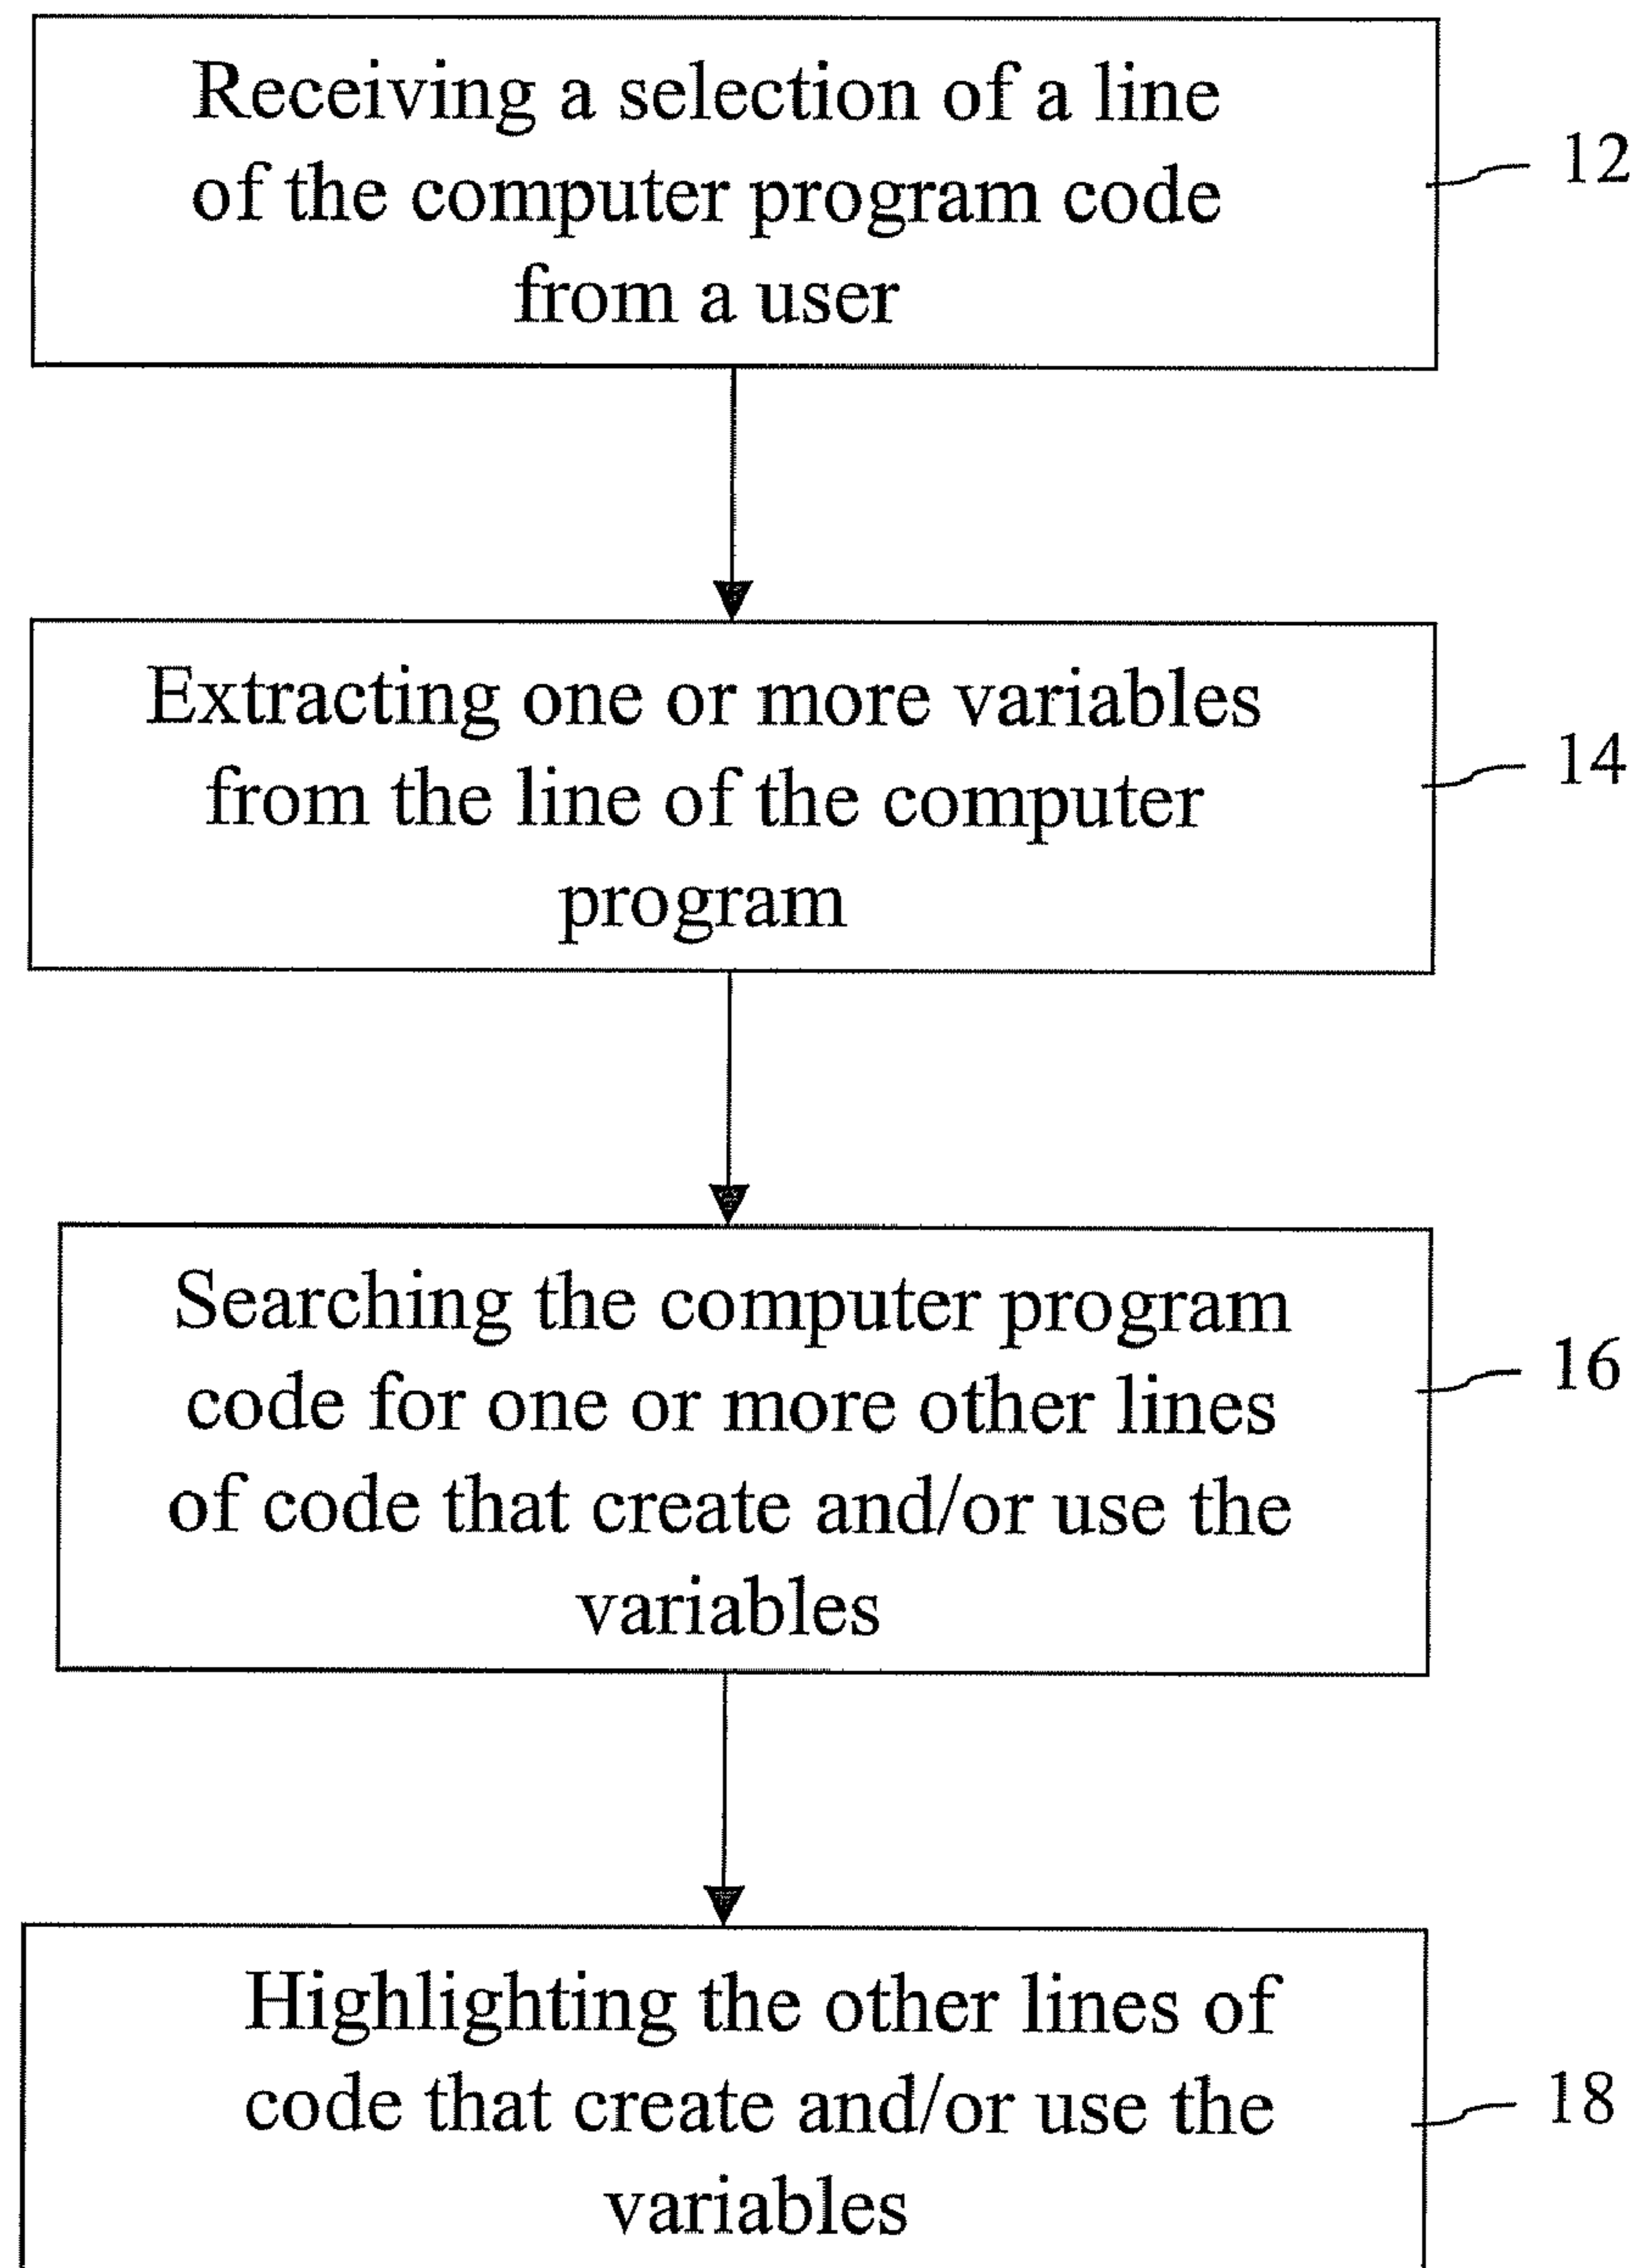 Receiving a selection of a line
of the computer program code
from a user
12
Extracting one or more variables
from the line of the computer
program
14
Searching the computer program
code for one or more other lines
of code that create and/or use the
variables
16
Highlighting the other lines of
code that create and/or use the
variables
18